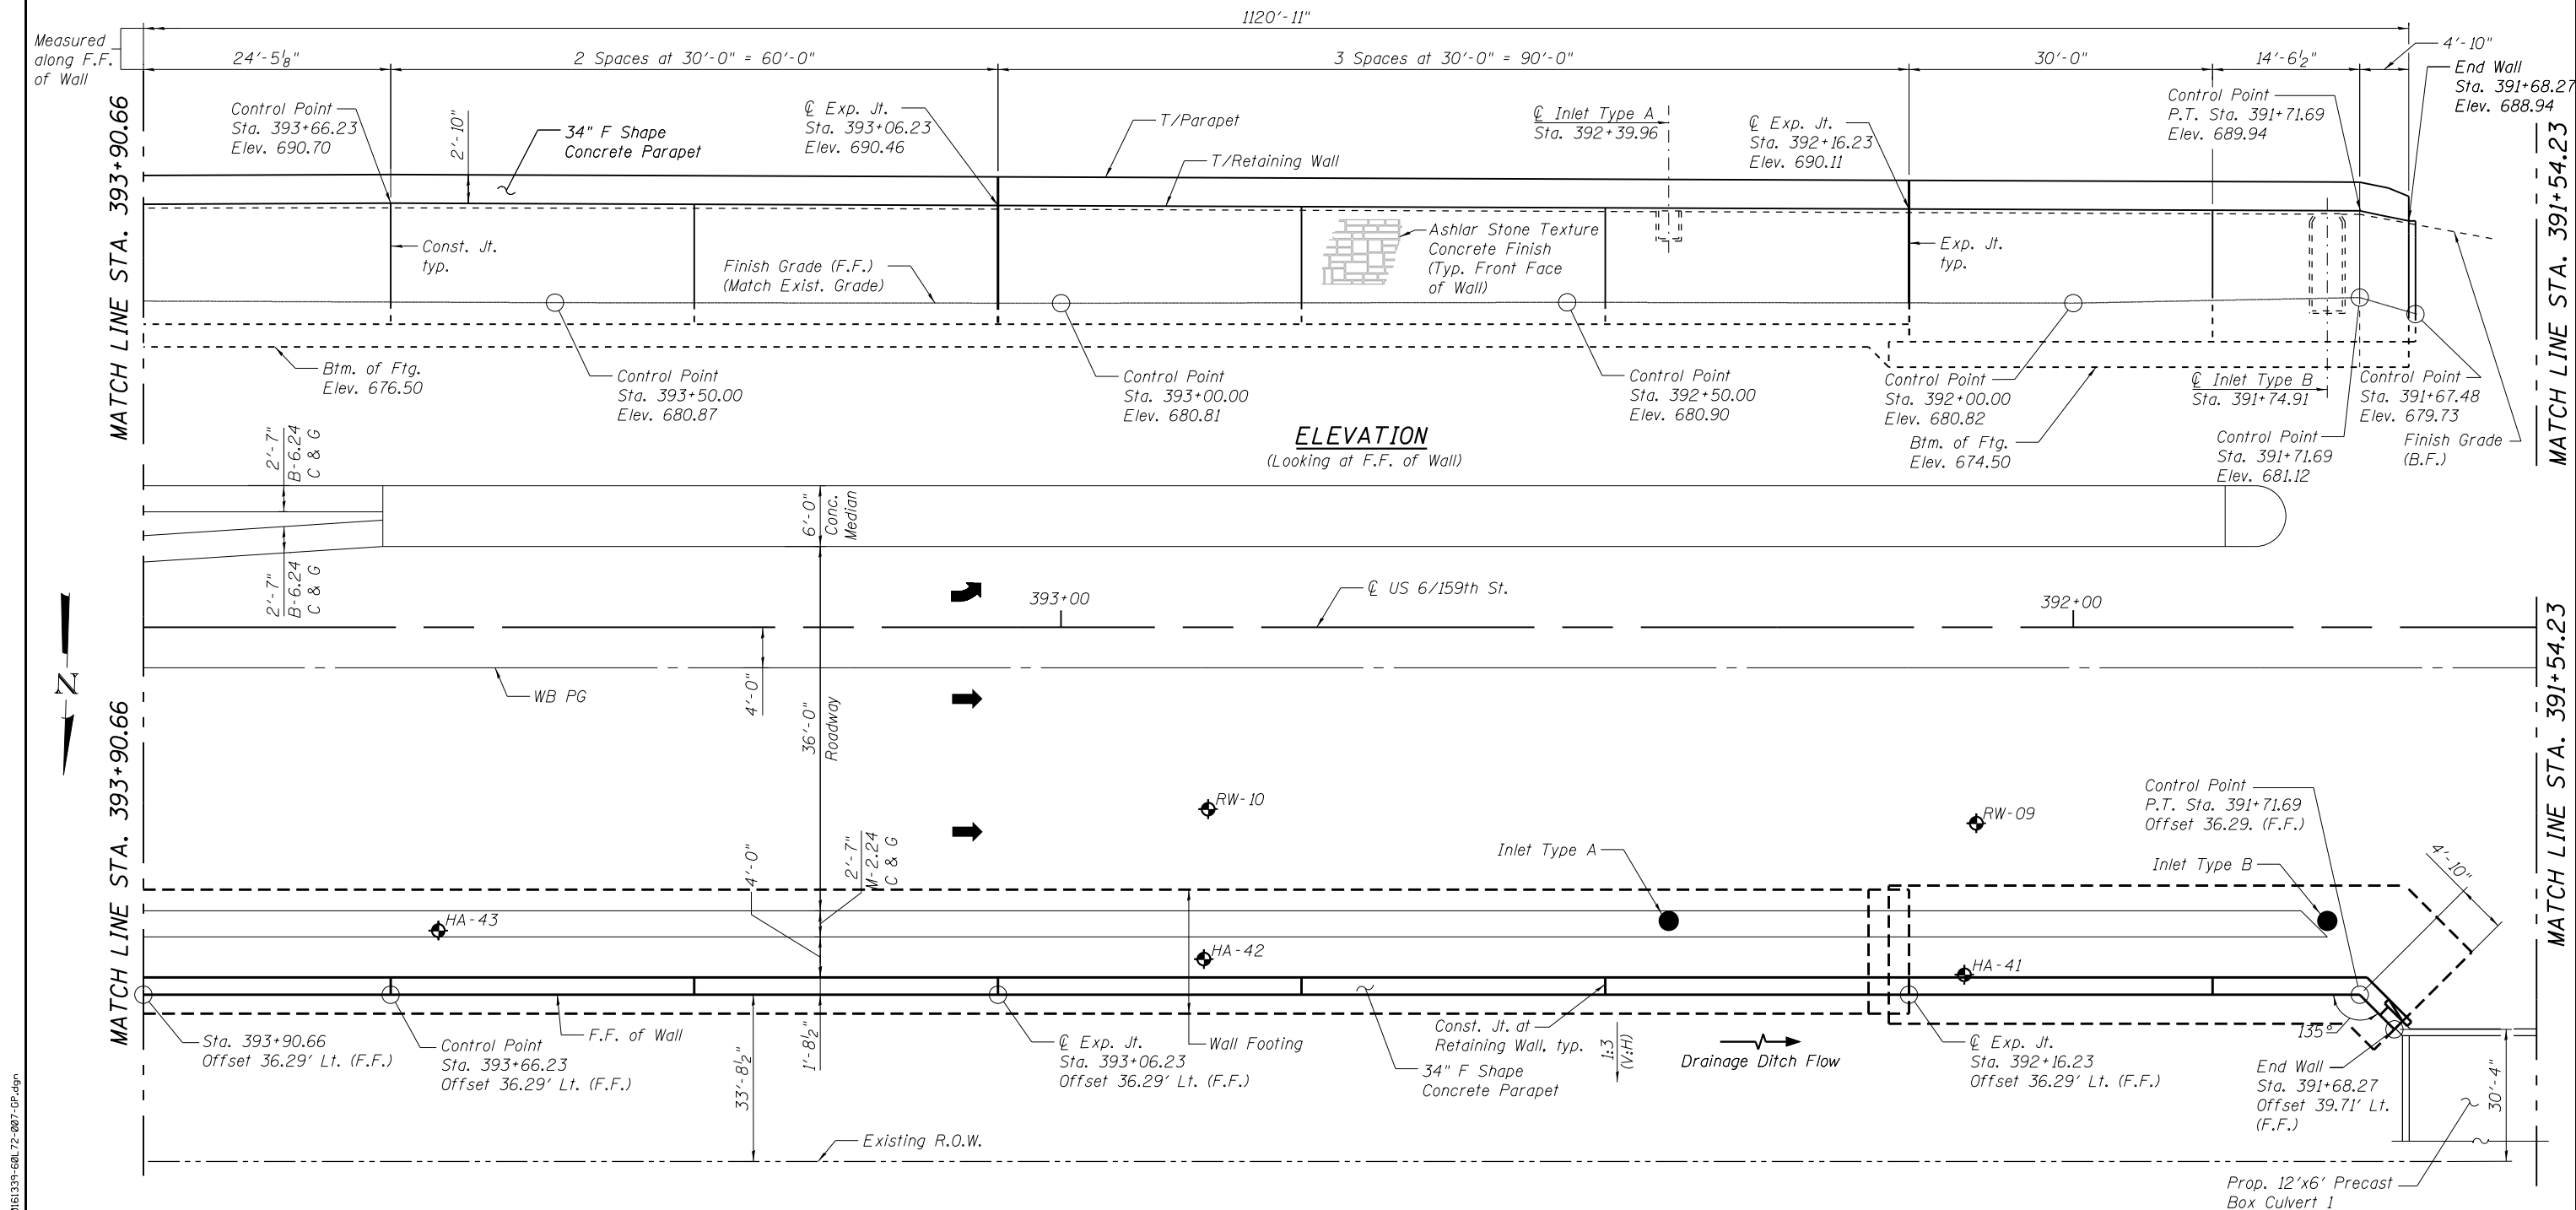 1120'-11"
Measured
along F.F.
of Wall
24'-5⅛"
2 Spaces at 30'-0" = 60'-0"
3 Spaces at 30'-0" = 90'-0"
30'-0"
14'-6½"
4'-10"
End Wall
Sta. 391+68.27
Elev. 688.94
Control Point
Sta. 393+66.23
Elev. 690.70
2'-10"
34" F Shape
Concrete Parapet
℄ Exp. Jt.
Sta. 393+06.23
Elev. 690.46
T/Parapet
T/Retaining Wall
℄ Inlet Type A
Sta. 392+39.96
℄ Exp. Jt.
Sta. 392+16.23
Elev. 690.11
Control Point
P.T. Sta. 391+71.69
Elev. 689.94
MATCH LINE STA. 393+90.66
MATCH LINE STA. 391+54.23
Const. Jt.
typ.
Finish Grade (F.F.)
(Match Exist. Grade)
Ashlar Stone Texture
Concrete Finish
(Typ. Front Face
of Wall)
Exp. Jt.
typ.
Btm. of Ftg.
Elev. 676.50
Control Point
Sta. 393+50.00
Elev. 680.87
Control Point
Sta. 393+00.00
Elev. 680.81
Control Point
Sta. 392+50.00
Elev. 680.90
Control Point
Sta. 392+00.00
Elev. 680.82
℄ Inlet Type B
Sta. 391+74.91
Control Point
Sta. 391+67.48
Elev. 679.73
Btm. of Ftg.
Elev. 674.50
Control Point
Sta. 391+71.69
Elev. 681.12
Finish Grade
(B.F.)
ELEVATION
(Looking at F.F. of Wall)
2'-7"
B-6.24
C & G
2'-7"
B-6.24
C & G
6'-0"
Conc.
Median
℄ US 6/159th St.
393+00
392+00
N
WB PG
4'-0"
36'-0"
Roadway
MATCH LINE STA. 393+90.66
MATCH LINE STA. 391+54.23
RW-10
RW-09
Control Point
P.T. Sta. 391+71.69
Offset 36.29. (F.F.)
4'-0"
2'-7"
M-2.24
C & G
Inlet Type A
Inlet Type B
4'-10"
HA-43
HA-42
HA-41
Sta. 393+90.66
Offset 36.29' Lt. (F.F.)
Control Point
Sta. 393+66.23
Offset 36.29' Lt. (F.F.)
F.F. of Wall
33'-8½"
1'-8½"
℄ Exp. Jt.
Sta. 393+06.23
Offset 36.29' Lt. (F.F.)
Wall Footing
Const. Jt. at
Retaining Wall, typ.
34" F Shape
Concrete Parapet
1:3
(V:H)
Drainage Ditch Flow
℄ Exp. Jt.
Sta. 392+16.23
Offset 36.29' Lt. (F.F.)
135°
End Wall
Sta. 391+68.27
Offset 39.71' Lt.
(F.F.)
30'-4"
Existing R.O.W.
Prop. 12'x6' Precast
Box Culvert 1